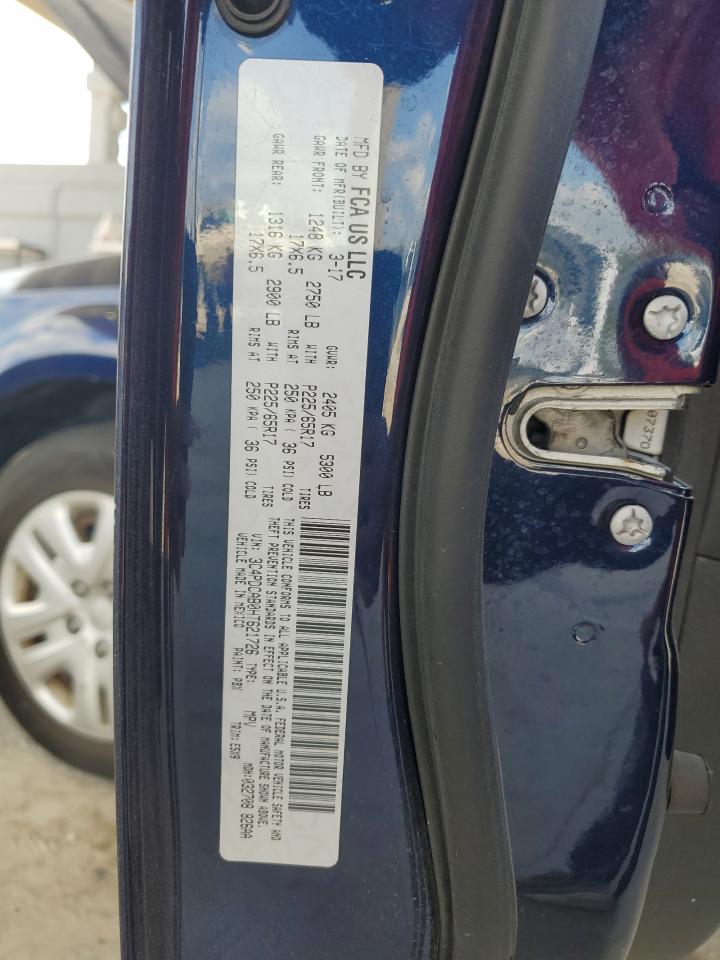 MFD BY FCA US LLC
DATE OF MFR(BUILT): 3-17 GVWR: 2405 KG 5300 LB
GAWR FRONT: 1248 KG 2750 LB WITH P225/65R17 TIRES
17X6.5 RIMS AT 250 KPA ( 36 PSI) COLD
GAWR REAR: 1316 KG 2900 LB WITH P225/65R17 TIRES
17X6.5 RIMS AT 250 KPA ( 36 PSI) COLD
THIS VEHICLE CONFORMS TO ALL APPLICABLE U.S.A. FEDERAL MOTOR VEHICLE SAFETY AND
THEFT PREVENTION STANDARDS IN EFFECT ON THE DATE OF MANUFACTURE SHOWN ABOVE.
VIN: 3C4PDCAB0HT621726 TYPE: MPV MDH:032708 826AA
VEHICLE MADE IN MEXICO PAINT: PBX TRIM: E5X9
07370